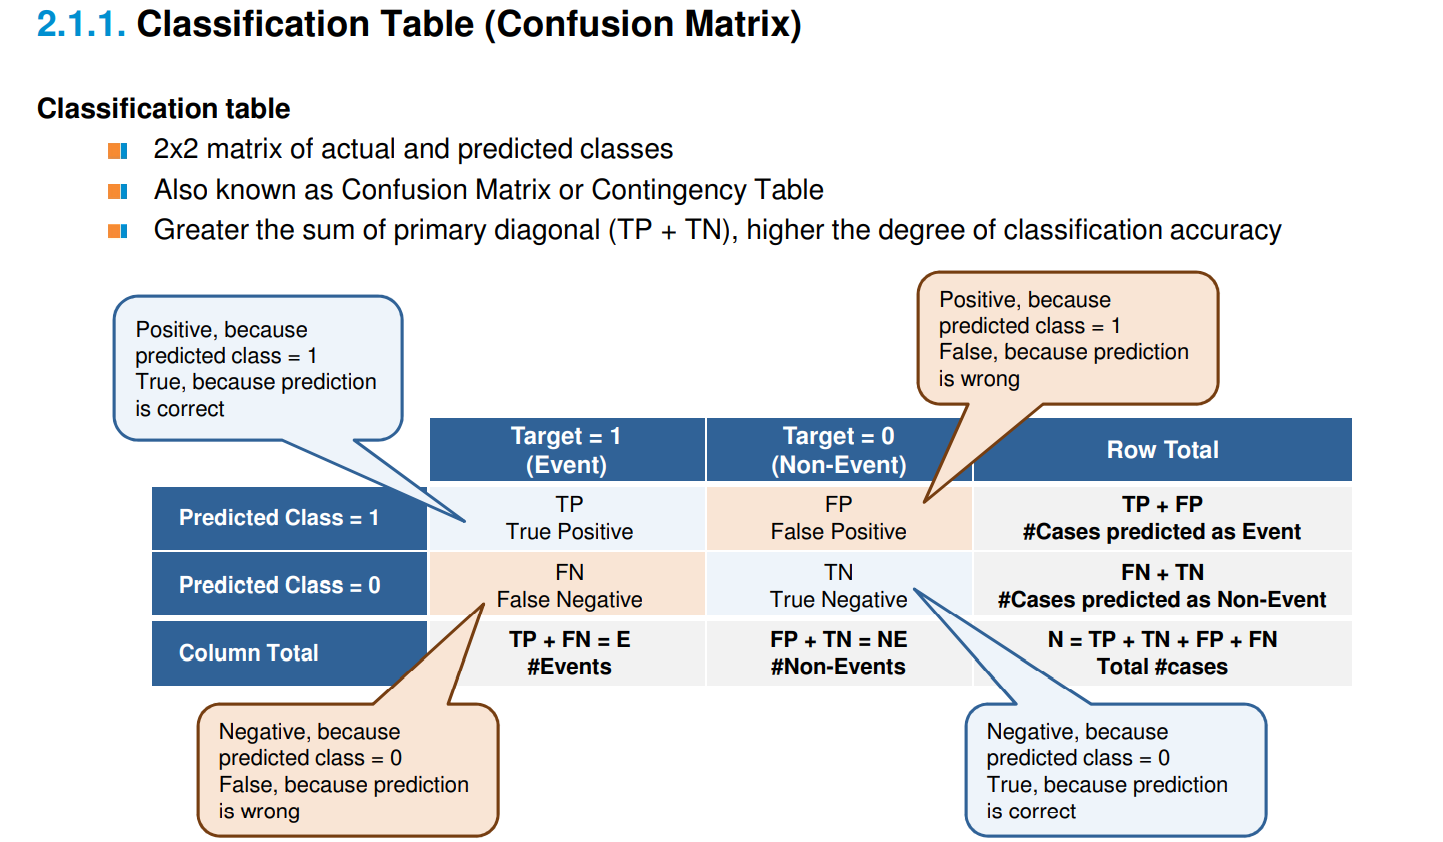 2.1.1. Classification Table (Confusion Matrix)
Classification table
2x2 matrix of actual and predicted classes
Also known as Confusion Matrix or Contingency Table
Greater the sum of primary diagonal (TP + TN), higher the degree of classification accuracy
Positive, because
predicted class = 1
True, because prediction
is correct
Positive, because
predicted class = 1
False, because prediction
is wrong
Target = 1
(Event)
Target = 0
(Non-Event)
Row Total
Predicted Class = 1
TP
True Positive
FP
False Positive
TP + FP
#Cases predicted as Event
Predicted Class = 0
FN
False Negative
TN
True Negative
FN + TN
#Cases predicted as Non-Event
Column Total
TP + FN = E
#Events
FP + TN = NE
#Non-Events
N = TP + TN + FP + FN
Total #cases
Negative, because
predicted class = 0
False, because prediction
is wrong
Negative, because
predicted class = 0
True, because prediction
is correct